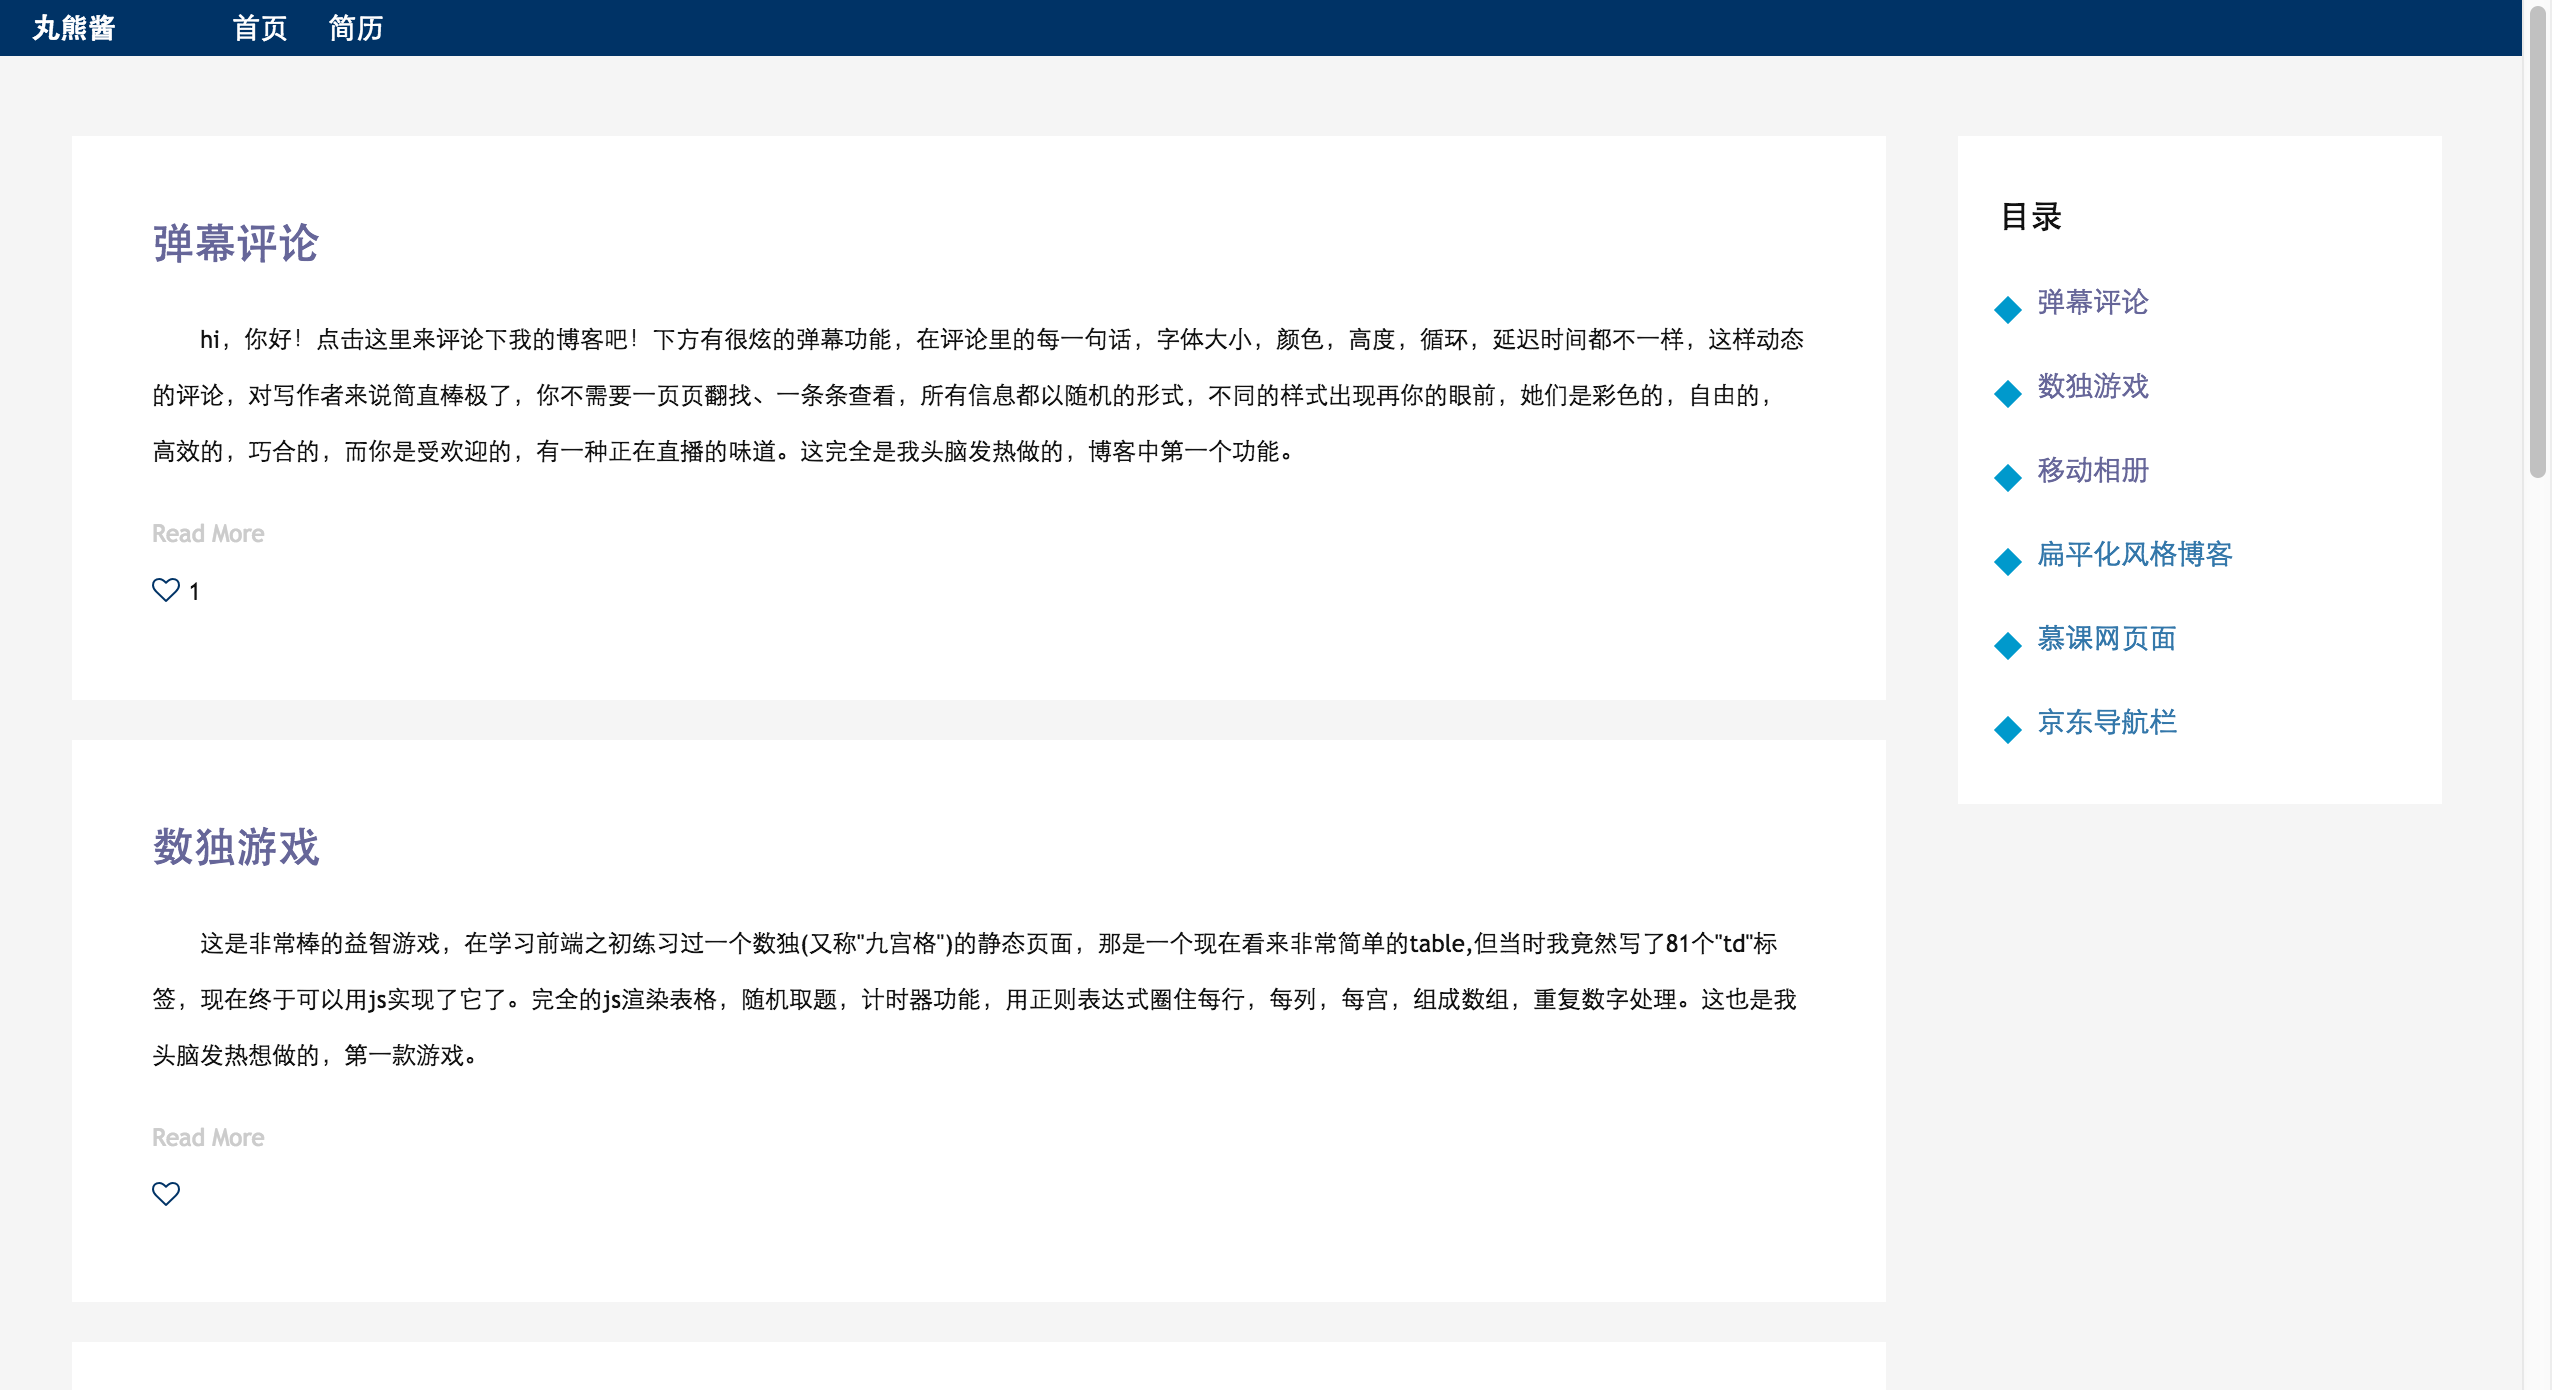 丸熊酱 首页 简历
弹幕评论
hi，你好！点击这里来评论下我的博客吧！下方有很炫的弹幕功能，在评论里的每一句话，字体大小，颜色，高度，循环，延迟时间都不一样，这样动态
的评论，对写作者来说简直棒极了，你不需要一页页翻找、一条条查看，所有信息都以随机的形式，不同的样式出现再你的眼前，她们是彩色的，自由的，
高效的，巧合的，而你是受欢迎的，有一种正在直播的味道。这完全是我头脑发热做的，博客中第一个功能。
Read More
1
数独游戏
这是非常棒的益智游戏，在学习前端之初练习过一个数独(又称"九宫格")的静态页面，那是一个现在看来非常简单的table,但当时我竟然写了81个"td"标
签，现在终于可以用js实现了它了。完全的js渲染表格，随机取题，计时器功能，用正则表达式圈住每行，每列，每宫，组成数组，重复数字处理。这也是我
头脑发热想做的，第一款游戏。
Read More
目录
弹幕评论
数独游戏
移动相册
扁平化风格博客
慕课网页面
京东导航栏